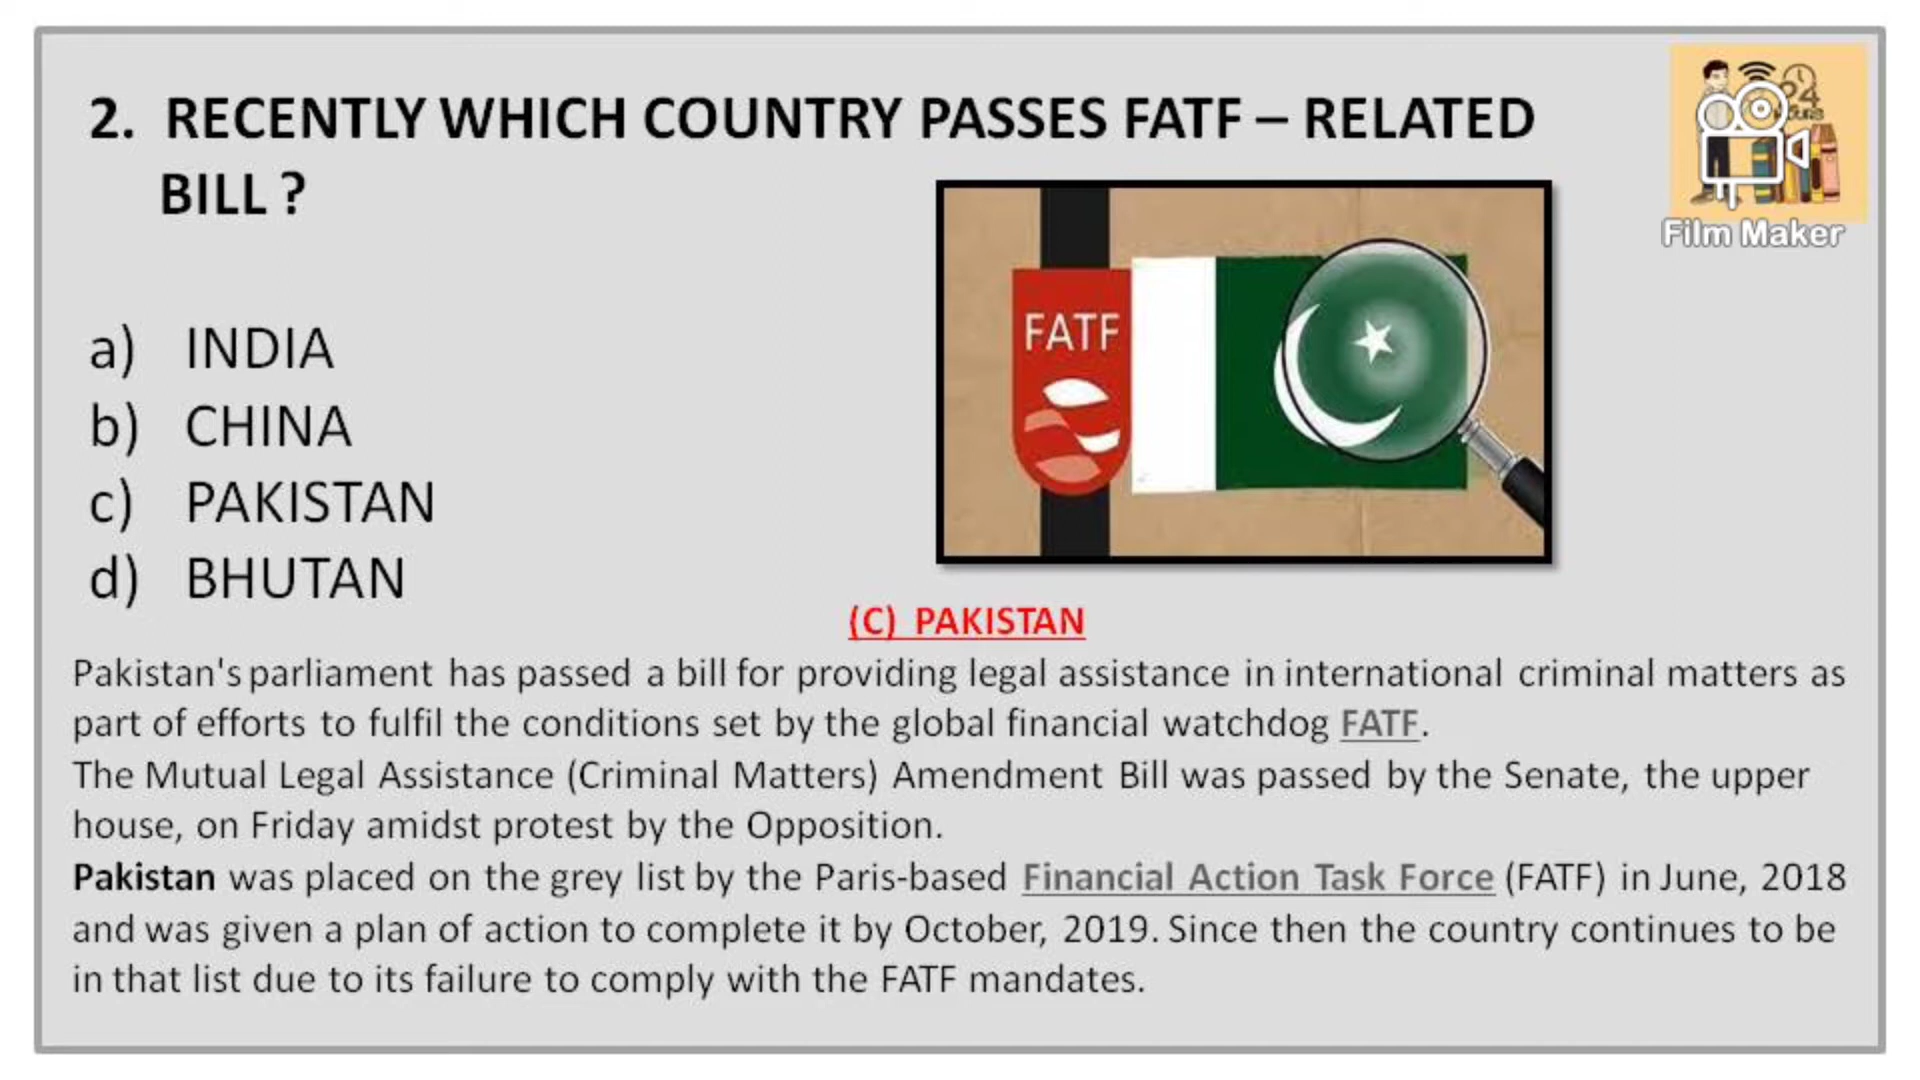 2. RECENTLY WHICH COUNTRY PASSES FATF – RELATED
BILL ?
24
HOURS
Film Maker
FATF
a) INDIA
b) CHINA
c) PAKISTAN
d) BHUTAN
(C) PAKISTAN
Pakistan's parliament has passed a bill for providing legal assistance in international criminal matters as
part of efforts to fulfil the conditions set by the global financial watchdog FATF.
The Mutual Legal Assistance (Criminal Matters) Amendment Bill was passed by the Senate, the upper
house, on Friday amidst protest by the Opposition.
Pakistan was placed on the grey list by the Paris-based Financial Action Task Force (FATF) in June, 2018
and was given a plan of action to complete it by October, 2019. Since then the country continues to be
in that list due to its failure to comply with the FATF mandates.